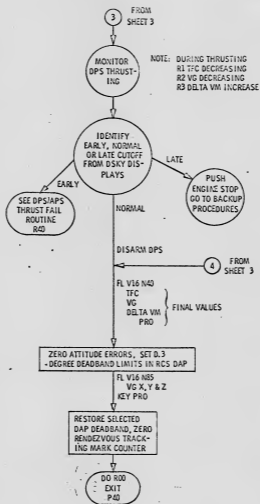 3
FROM
SHEET 3
MONITOR
DPS THRUST-
ING
NOTE: DURING THRUSTING
R1 TFC DECREASING
R2 VG DECREASING
R3 DELTA VM INCREASE
IDENTIFY
EARLY, NORMAL
OR LATE CUTOFF
FROM DSKY DIS-
PLAYS
EARLY
LATE
SEE DPS/APS
THRUST FAIL
ROUTINE
R40
PUSH
ENGINE STOP
GO TO BACKUP
PROCEDURES
NORMAL
DISARM DPS
4
FROM
SHEET 3
FL V16 N40
TFC
VG
DELTA VM
PRO
FINAL VALUES
ZERO ATTITUDE ERRORS, SET 0.3
-DEGREE DEADBAND LIMITS IN RCS DAP
FL V16 N85
VG X, Y & Z
KEY PRO
RESTORE SELECTED
DAP DEADBAND, ZERO
RENDEZVOUS TRACK-
ING MARK COUNTER
DO R00
EXIT
P40